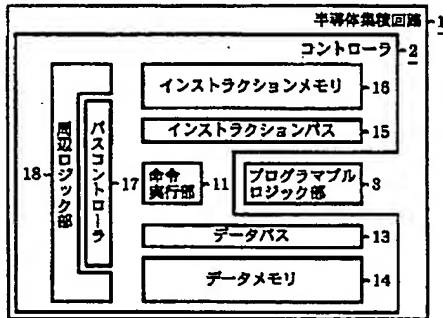 半導体集積回路 1
コントローラ 2
インストラクションメモリ 16
インストラクションバス 15
周辺ロジック部 18
バスコントローラ 17
命令
実行部 11
プログラマブル
ロジック部 3
データバス 13
データメモリ 14